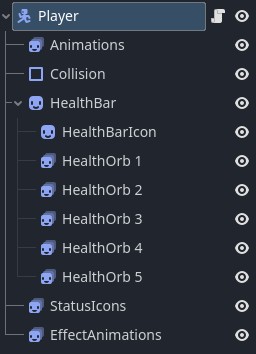 Player
Animations
Collision
HealthBar
HealthBarIcon
HealthOrb 1
HealthOrb 2
HealthOrb 3
HealthOrb 4
HealthOrb 5
StatusIcons
EffectAnimations